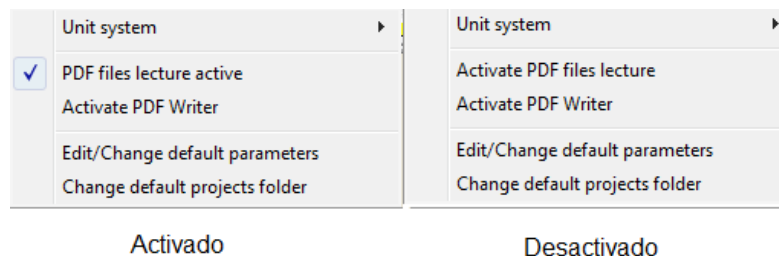 Unit system
PDF files lecture active
Activate PDF Writer
Edit/Change default parameters
Change default projects folder
Activado
Unit system
Activate PDF files lecture
Activate PDF Writer
Edit/Change default parameters
Change default projects folder
Desactivado